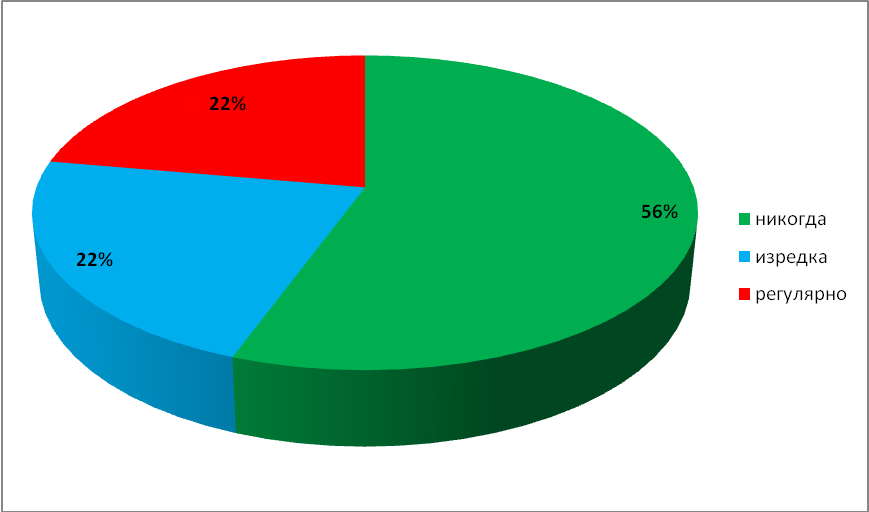 22%
56%
22%
никогда
изредка
регулярно